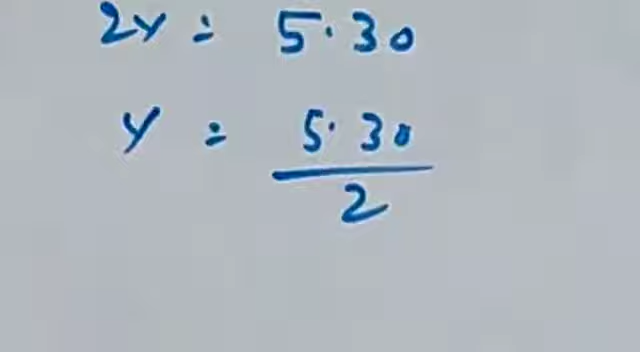 2y = 5.30
y = 5.30
2